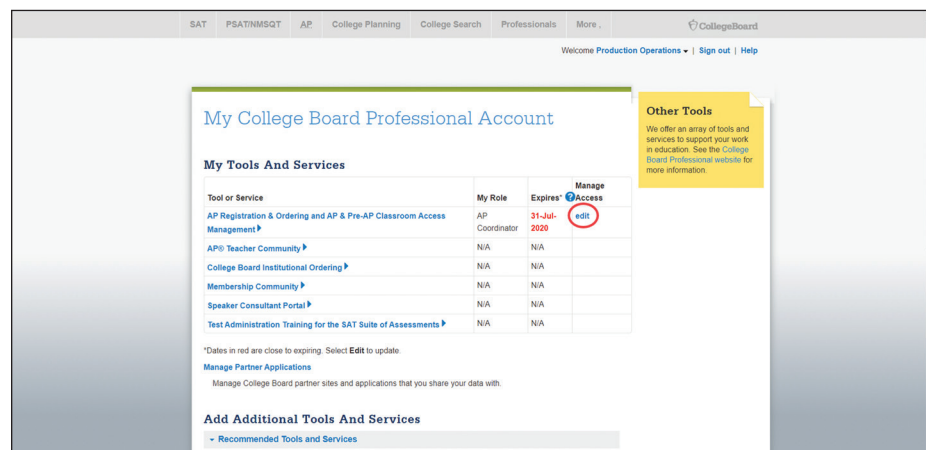 SAT PSAT/NMSQT AP College Planning College Search Professionals More , CollegeBoard
Welcome Production Operations | Sign out | Help
My College Board Professional Account
Other Tools
We offer an array of tools and
services to support your work
in education. See the College
Board Professional website for
more information.
My Tools And Services
Tool or Service My Role Expires* ? Manage Access
AP Registration & Ordering and AP & Pre-AP Classroom Access
Management
AP
Coordinator
31-Jul-
2020
edit
AP® Teacher Community N/A N/A
College Board Institutional Ordering N/A N/A
Membership Community N/A N/A
Speaker Consultant Portal N/A N/A
Test Administration Training for the SAT Suite of Assessments N/A N/A
*Dates in red are close to expiring. Select Edit to update.
Manage Partner Applications
Manage College Board partner sites and applications that you share your data with.
Add Additional Tools And Services
Recommended Tools and Services